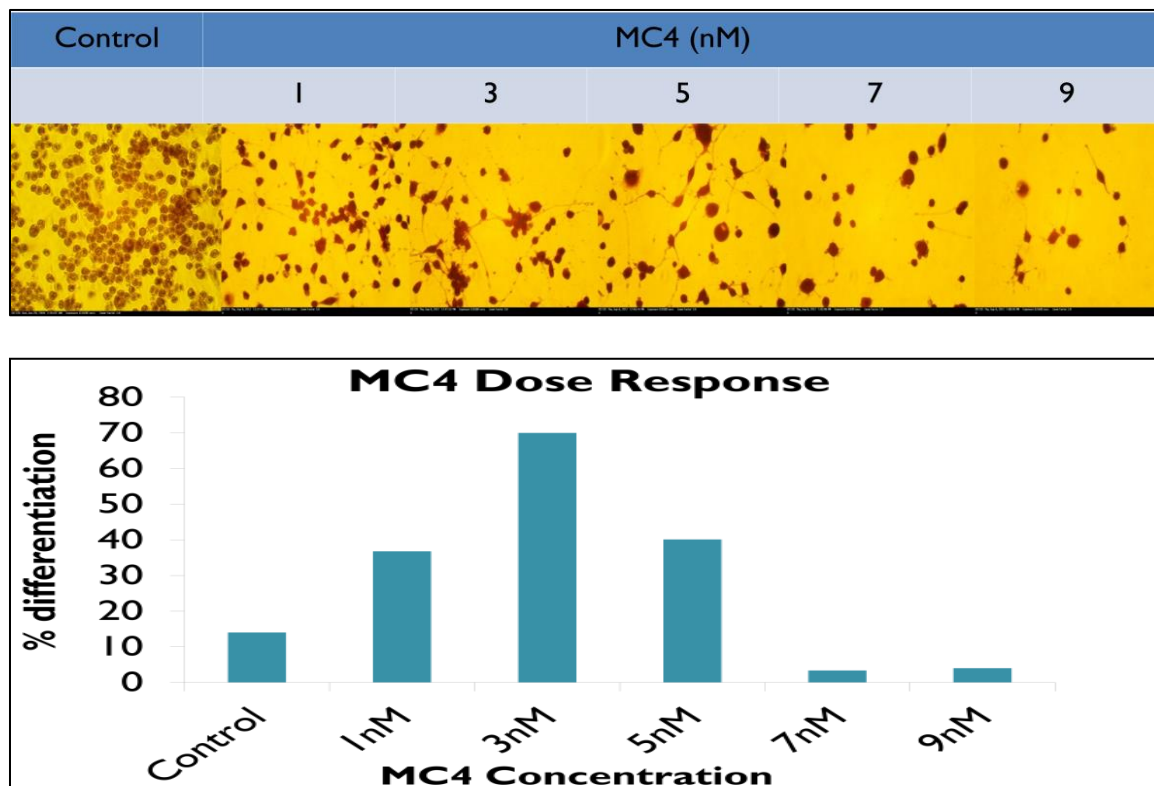 Control MC4 (nM)
1 3 5 7 9
MC4 Dose Response
% differentiation
80
70
60
50
40
30
20
10
0
Control 1nM 3nM 5nM 7nM 9nM
MC4 Concentration